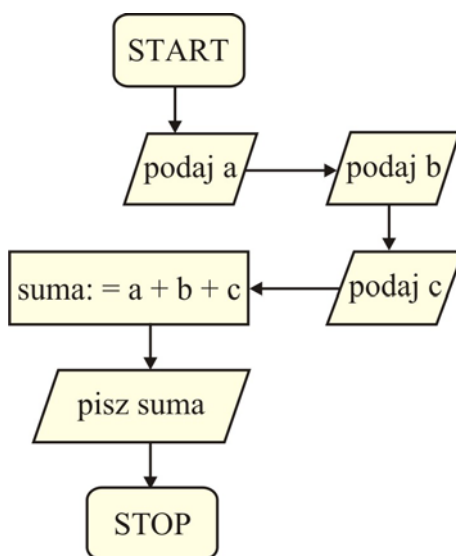 START
podaj a
podaj b
podaj c
suma: = a + b + c
pisz suma
STOP